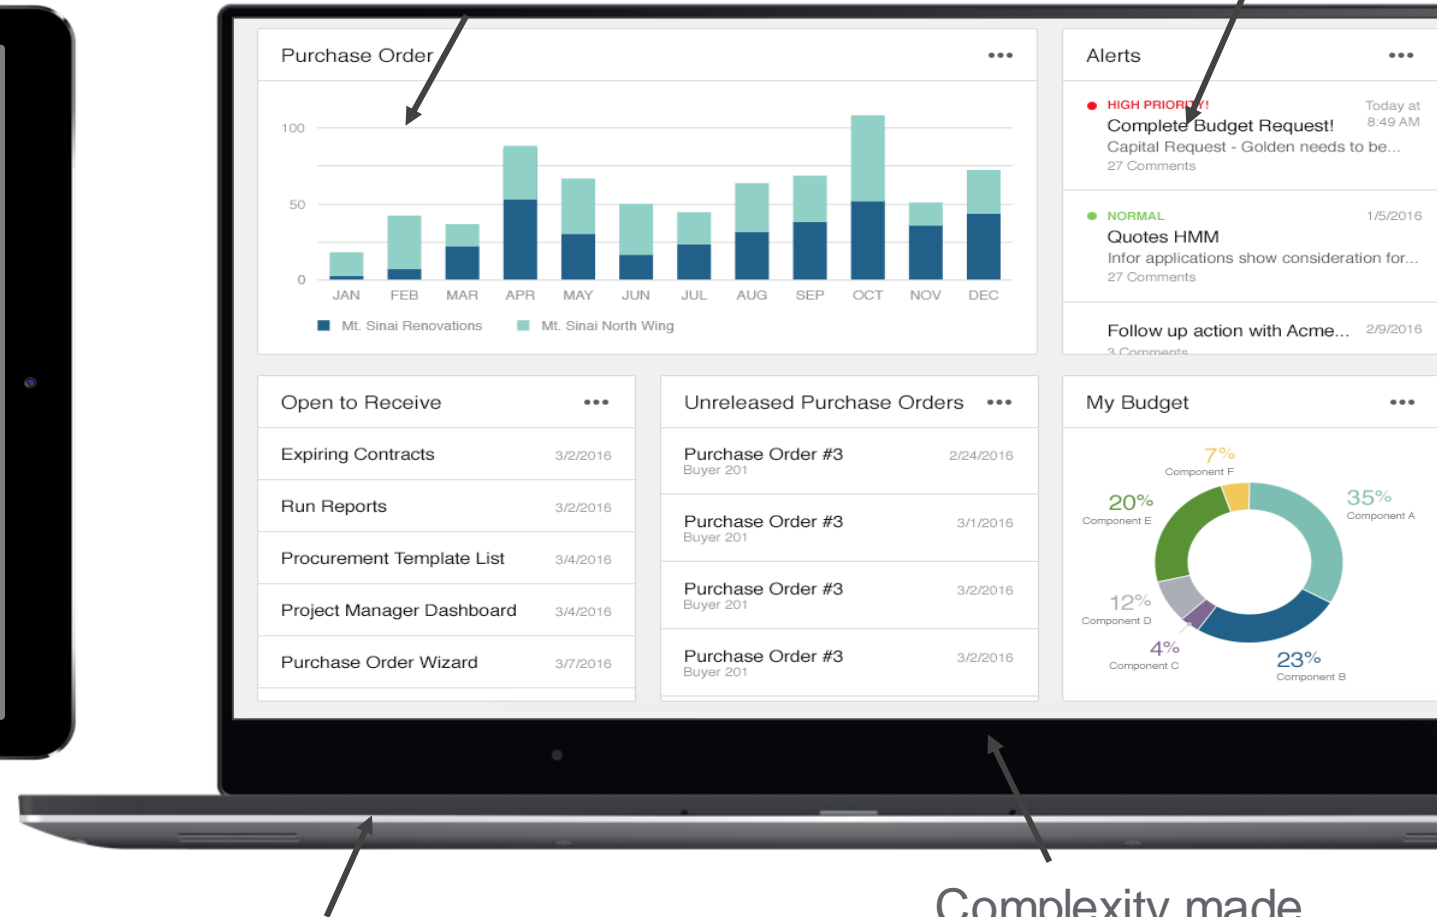 Purchase Order
100
50
0
JAN FEB MAR APR MAY JUN JUL AUG SEP OCT NOV DEC
Mt. Sinai Renovations Mt. Sinai North Wing
Alerts
HIGH PRIORITY! Today at
Complete Budget Request! 8:49 AM
Capital Request - Golden needs to be...
27 Comments
NORMAL 1/5/2016
Quotes HMM
Infor applications show consideration for...
27 Comments
Follow up action with Acme... 2/9/2016
3 Comments
Open to Receive
Expiring Contracts 3/2/2016
Run Reports 3/2/2016
Procurement Template List 3/4/2016
Project Manager Dashboard 3/4/2016
Purchase Order Wizard 3/7/2016
Unreleased Purchase Orders
Purchase Order #3 2/24/2016
Buyer 201
Purchase Order #3 3/1/2016
Buyer 201
Purchase Order #3 3/2/2016
Buyer 201
Purchase Order #3 3/2/2016
Buyer 201
My Budget
7%
Component F
20%
Component E
35%
Component A
12%
Component D
4%
Component C
23%
Component B
Complexity made